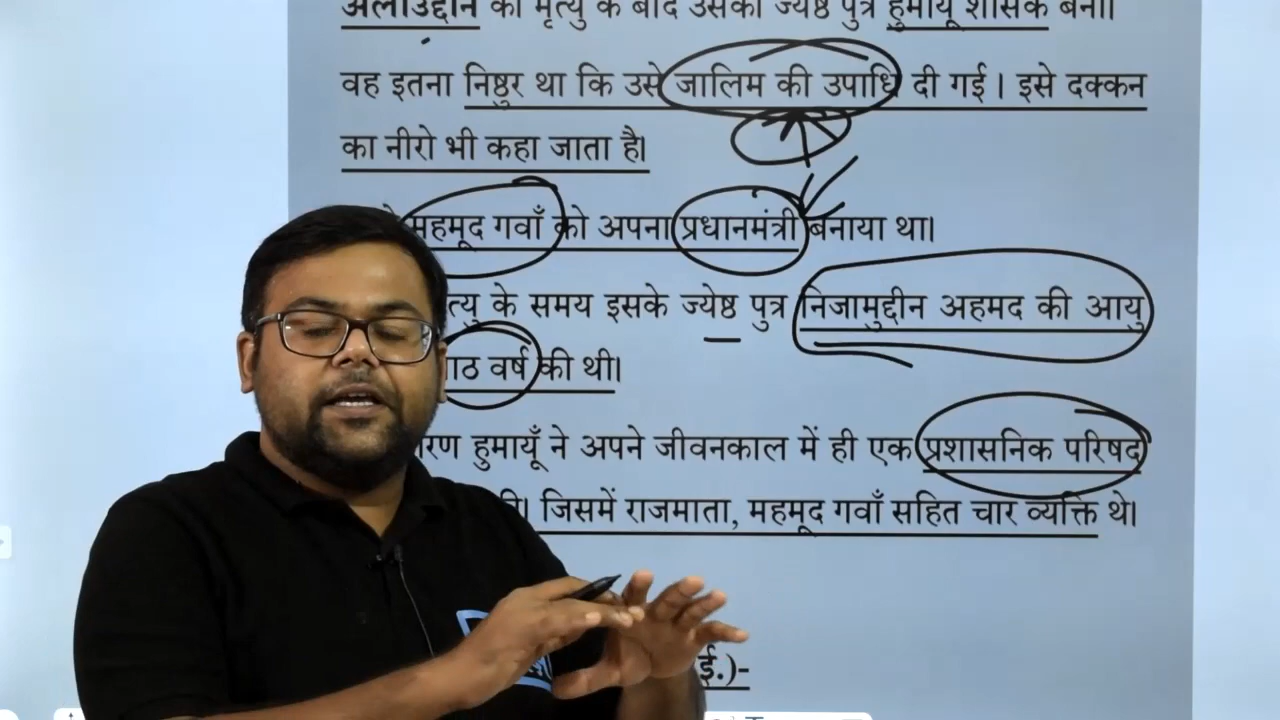 अलाउद्दीन की मृत्यु के बाद उसका ज्येष्ठ पुत्र हुमायूँ शासक बना।
वह इतना निष्ठुर था कि उसे जालिम की उपाधि दी गई। इसे दक्कन
का नीरो भी कहा जाता है।
महमूद गवाँ को अपना प्रधानमंत्री बनाया था।
के समय इसके ज्येष्ठ पुत्र निजामुद्दीन अहमद की आयु
वर्ष की थी।
हुमायूँ ने अपने जीवनकाल में ही एक प्रशासनिक परिषद
जिसमें राजमाता, महमूद गवाँ सहित चार व्यक्ति थे।
ई.)-